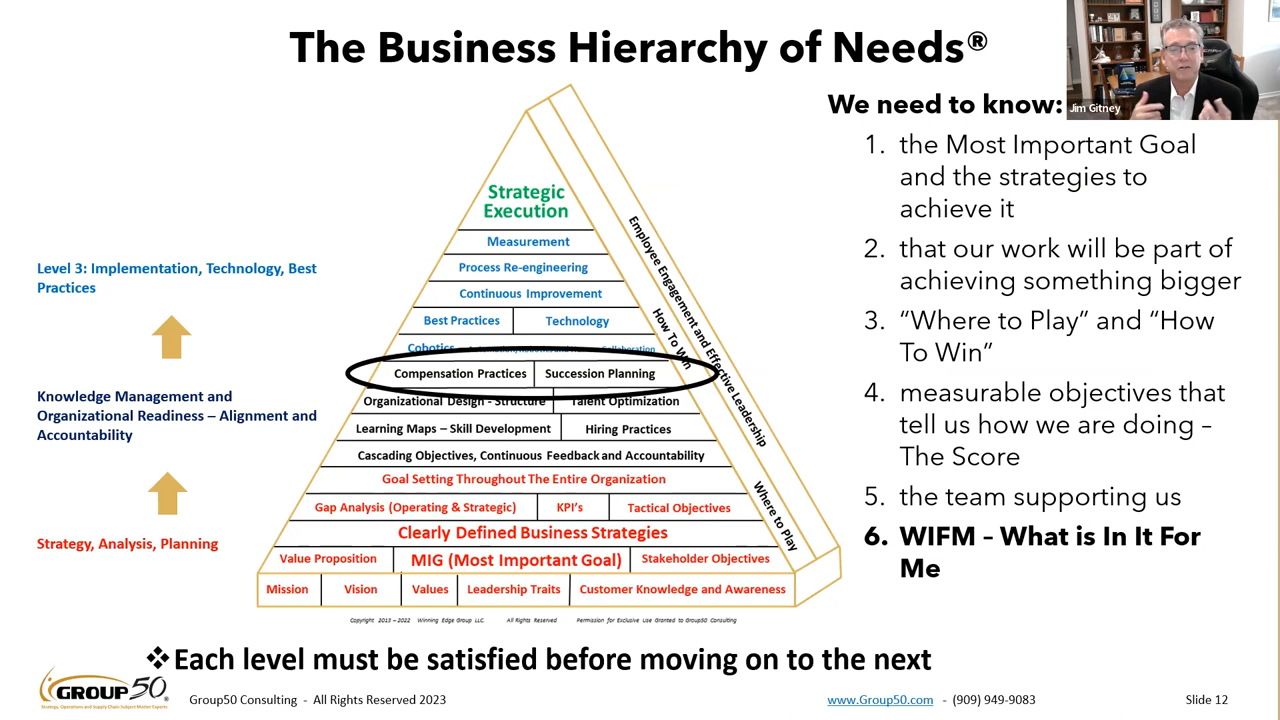 The Business Hierarchy of Needs®
Jim Gitney
We need to know:
1. the Most Important Goal
and the strategies to
achieve it
2. that our work will be part of
achieving something bigger
3. “Where to Play” and “How
To Win”
4. measurable objectives that
tell us how we are doing –
The Score
5. the team supporting us
6. WIFM – What is In It For
Me
Level 3: Implementation, Technology, Best
Practices
Knowledge Management and
Organizational Readiness – Alignment and
Accountability
Strategy, Analysis, Planning
Strategic
Execution
Measurement
Process Re-engineering
Continuous Improvement
Best Practices Technology
Cobotics Collaboration
Compensation Practices Succession Planning
Organizational Design - Structure Talent Optimization
Learning Maps – Skill Development Hiring Practices
Cascading Objectives, Continuous Feedback and Accountability
Goal Setting Throughout The Entire Organization
Gap Analysis (Operating & Strategic) KPI’s Tactical Objectives
Clearly Defined Business Strategies
Value Proposition MIG (Most Important Goal) Stakeholder Objectives
Mission Vision Values Leadership Traits Customer Knowledge and Awareness
Employee Engagement and Effective Leadership
How To Win
Where to Play
Copyright 2013 – 2022 Winning Edge Group LLC. All Rights Reserved Permission for Exclusive Use Granted to Group50 Consulting
❖Each level must be satisfied before moving on to the next
GROUP50®
Strategy, Operations and Supply Chain Subject Matter Experts
Group50 Consulting - All Rights Reserved 2023 www.Group50.com - (909) 949-9083 Slide 12